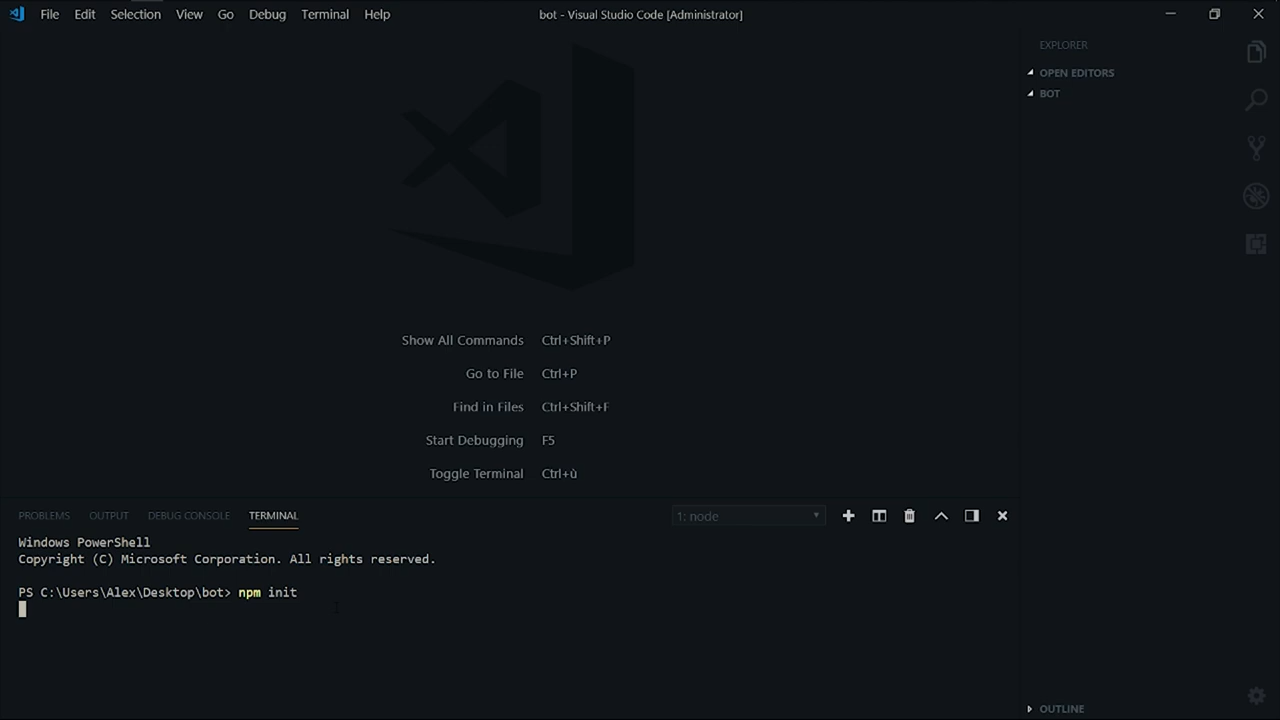 File Edit Selection View Go Debug Terminal Help
bot - Visual Studio Code [Administrator]
EXPLORER
OPEN EDITORS
BOT
Show All Commands Ctrl+Shift+P
Go to File Ctrl+P
Find in Files Ctrl+Shift+F
Start Debugging F5
Toggle Terminal Ctrl+ù
PROBLEMS OUTPUT DEBUG CONSOLE TERMINAL
1: node
Windows PowerShell
Copyright (C) Microsoft Corporation. All rights reserved.
PS C:\Users\Alex\Desktop\bot> npm init
OUTLINE